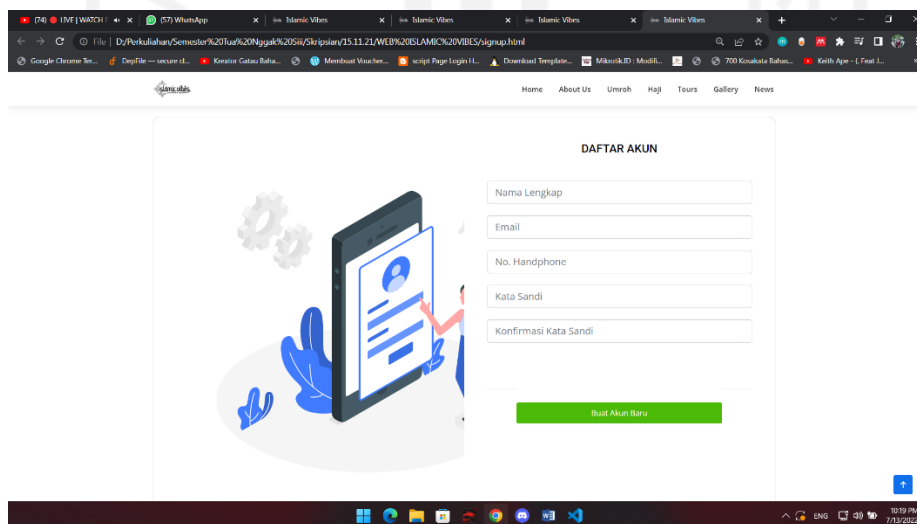 (74) LIVE | WATCH F
(57) WhatsApp
Islamic Vibes
Islamic Vibes
Islamic Vibes
Islamic Vibes
File | D:/Perkuliahan/Semester%20Tua%20Nggak%20Siii/Skripsian/15.11.21/WEB%20ISLAMIC%20VIBES/signup.html
Google Chrome Ter... DepFile — secure cl... Kreator Gatau Baha... Membuat Voucher... script Page Login H... Download Template... Mikrotik.ID : Modifi... 700 Kosakata Bahas... Keith Ape - (Feat J...
islamic vibes
Home About Us Umroh Haji Tours Gallery News
DAFTAR AKUN
Nama Lengkap
Email
No. Handphone
Kata Sandi
Konfirmasi Kata Sandi
Buat Akun Baru
ENG
10:19 PM